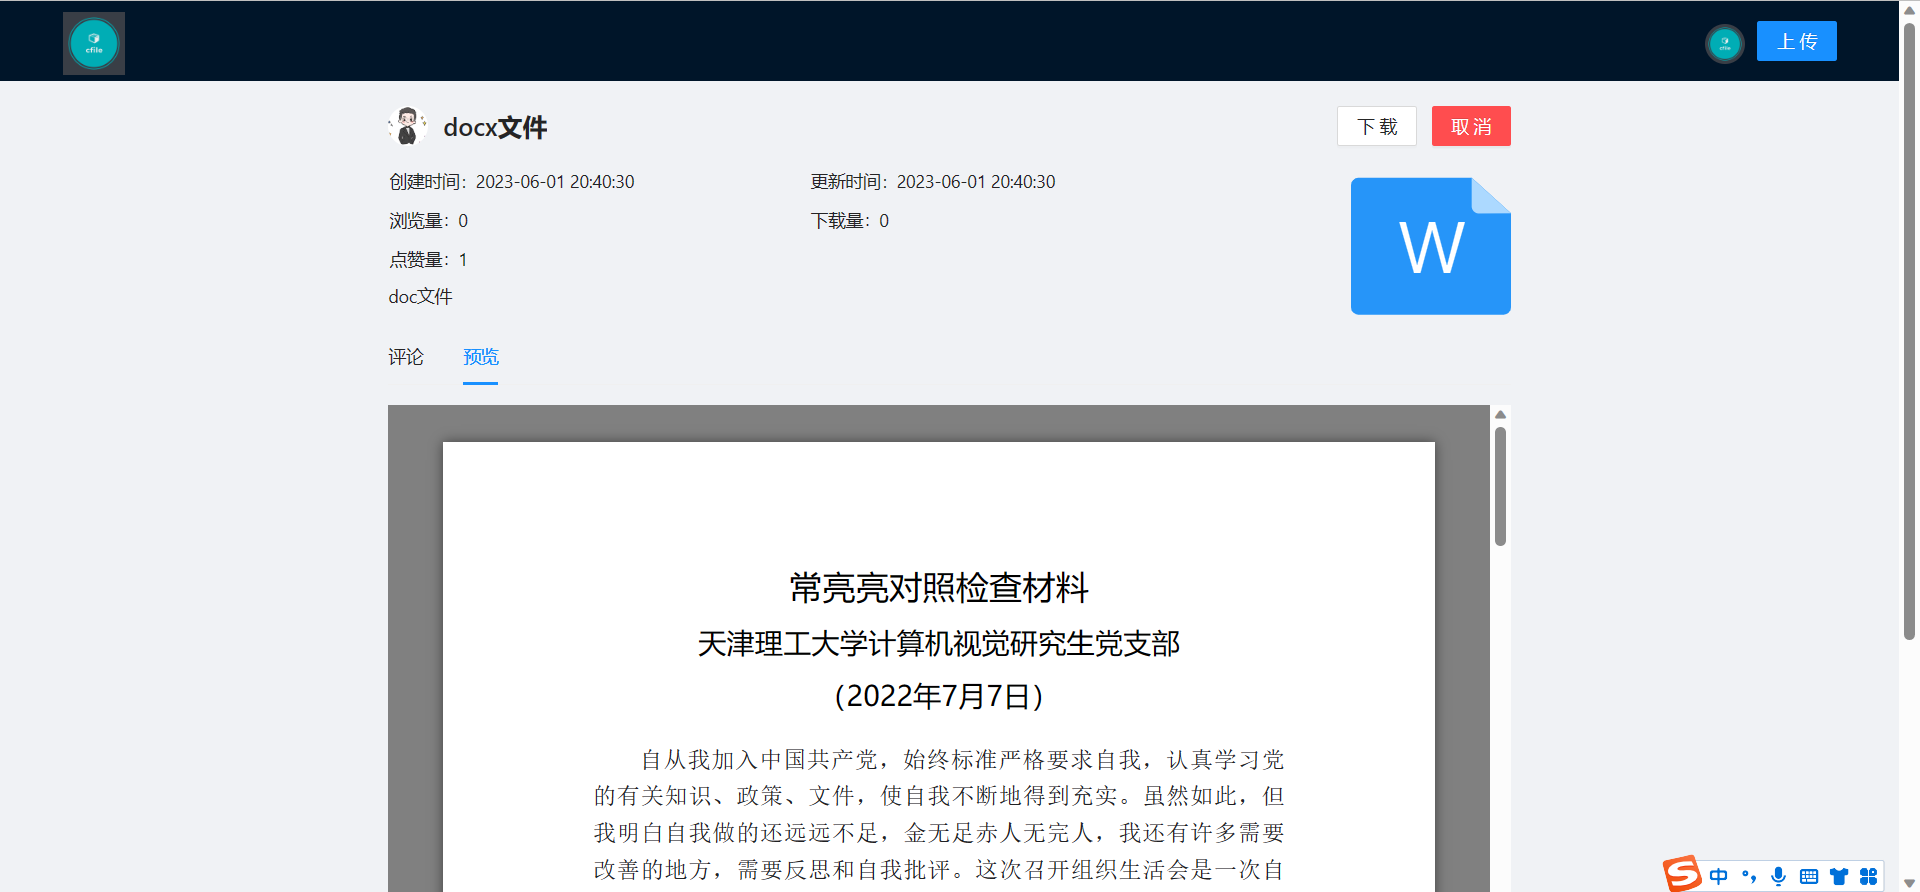 cfile
cfile
上传
docx文件
下载
取消
创建时间：2023-06-01 20:40:30
更新时间：2023-06-01 20:40:30
浏览量：0
下载量：0
点赞量：1
doc文件
W
评论
预览
常亮亮对照检查材料
天津理工大学计算机视觉研究生党支部
（2022年7月7日）
自从我加入中国共产党，始终标准严格要求自我，认真学习党
的有关知识、政策、文件，使自我不断地得到充实。虽然如此，但
我明白自我做的还远远不足，金无足赤人无完人，我还有许多需要
改善的地方，需要反思和自我批评。这次召开组织生活会是一次自
S
中